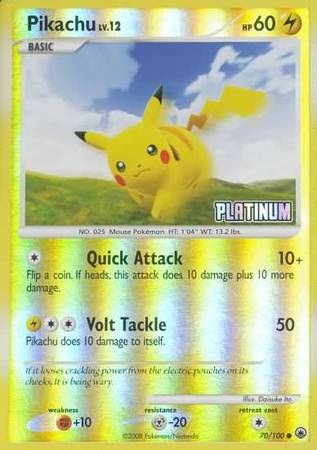 Pikachu LV.12 HP 60
BASIC
PLATINUM
NO. 025 Mouse Pokémon HT: 1'04" WT: 13.2 lbs.
Quick Attack 10+
Flip a coin. If heads, this attack does 10 damage plus 10 more
damage.
Volt Tackle 50
Pikachu does 10 damage to itself.
If it looses crackling power from the electric pouches on its
cheeks, it is being wary.
Illus. Daisuke Ito
weakness resistance retreat cost
+10 -20
©2008 Pokémon/Nintendo 70/100